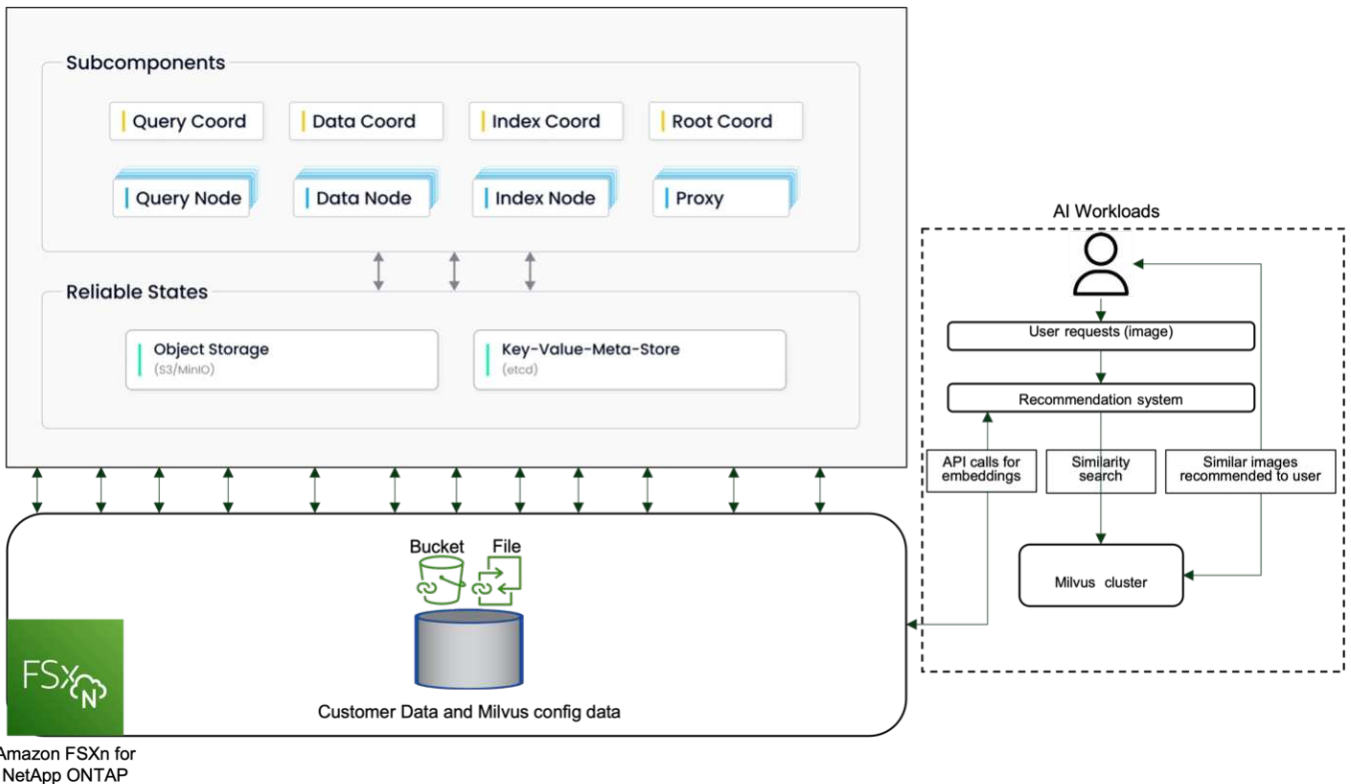 Subcomponents
Query Coord
Data Coord
Index Coord
Root Coord
Query Node
Data Node
Index Node
Proxy
Reliable States
Object Storage
(S3/MinIO)
Key-Value-Meta-Store
(etcd)
Bucket
File
Customer Data and Milvus config data
FSx
N
Amazon FSXn for
NetApp ONTAP
AI Workloads
User requests (image)
Recommendation system
API calls for
embeddings
Similarity
search
Similar images
recommended to user
Milvus cluster